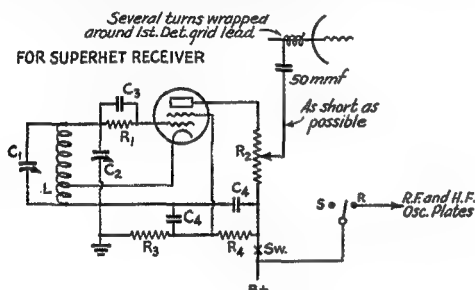 Several turns wrapped
around 1st. Det. grid lead
FOR SUPERHET RECEIVER
50 mmf
As short as
possible
C3
R1
C1
L
C2
R2
C4
C4
R3
R4
Sw.
S
R
R.F. and H.F.
Osc. Plates
B+